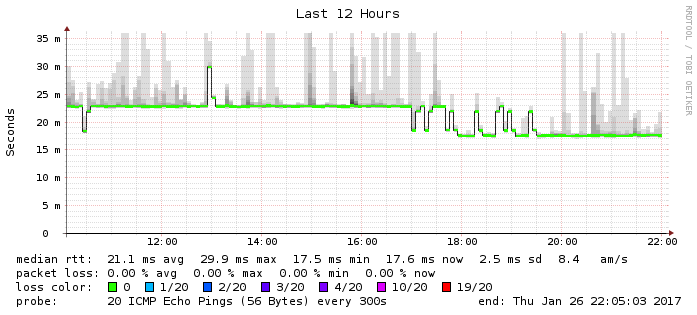 Last 12 Hours
RRDTOOL / TOBI OETIKER
Seconds
35 m
30 m
25 m
20 m
15 m
10 m
5 m
0
12:00 14:00 16:00 18:00 20:00 22:00
median rtt: 21.1 ms avg 29.9 ms max 17.5 ms min 17.6 ms now 2.5 ms sd 8.4 am/s
packet loss: 0.00 % avg 0.00 % max 0.00 % min 0.00 % now
loss color: 0 1/20 2/20 3/20 4/20 10/20 19/20
probe: 20 ICMP Echo Pings (56 Bytes) every 300s end: Thu Jan 26 22:05:03 2017